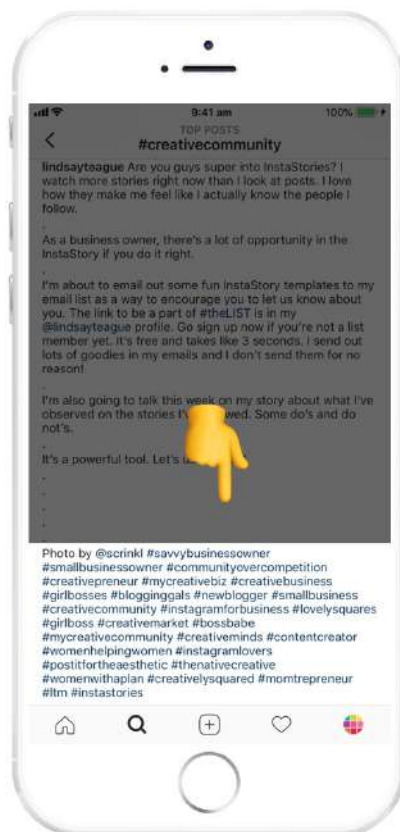 9:41 am 100%
TOP POSTS
#creativecommunity
lindsayteague Are you guys super into InstaStories? I
watch more stories right now than I look at posts. I love
how they make me feel like I actually know the people I
follow.
.
As a business owner, there's a lot of opportunity in the
InstaStory if you do it right.
.
I'm about to email out some fun InstaStory templates to my
email list as a way to encourage you to let us know about
you. The link to be a part of #theLIST is in my
@lindsayteague profile. Go sign up now if you're not a list
member yet. It's free and takes like 3 seconds. I send out
lots of goodies in my emails and I don't send them for no
reason!
.
I'm also going to talk this week on my story about what I've
observed on the stories Some do's and do
not's.
.
It's a powerful tool. Let's
.
.
.
.
.
Photo by @scrinkl #savvybusinessowner
#smallbusinessowner #communityovercompetition
#creativepreneur #mycreativebiz #creativebusiness
#girlbosses #blogginggals #newblogger #smallbusiness
#creativecommunity #instagramforbusiness #lovelysquares
#girlboss #creativemarket #bossbabe
#mycreativecommunity #creativeminds #contentcreator
#womenhelpingwomen #instagramlovers
#postitfortheaesthetic #thenativecreative
#womenwithaplan #creativelysquared #momtrepreneur
#ltm #instastories